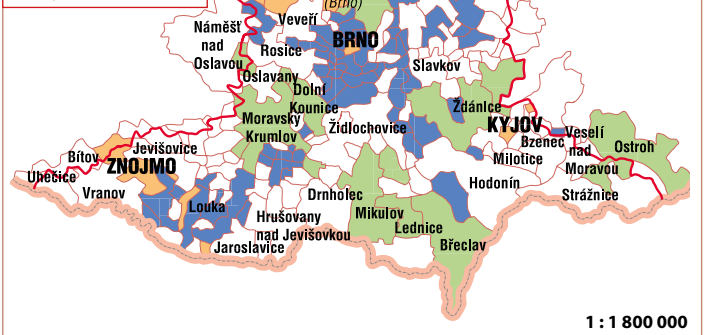 (Brno)
Veveří
Náměšť
nad
Oslavou
BRNO
Rosice
Slavkov
Oslavany
Dolní
Kounice
Ždánice
Moravský
Krumlov
KYJOV
Židlochovice
Veselí
nad
Moravou
Bzenec
Ostroh
Jevišovice
Bítov
ZNOJMO
Milotice
Uherčice
Vranov
Hodonín
Strážnice
Drnholec
Louka
Mikulov
Hrušovany
nad Jevišovkou
Lednice
Jaroslavice
Břeclav
1 : 1 800 000